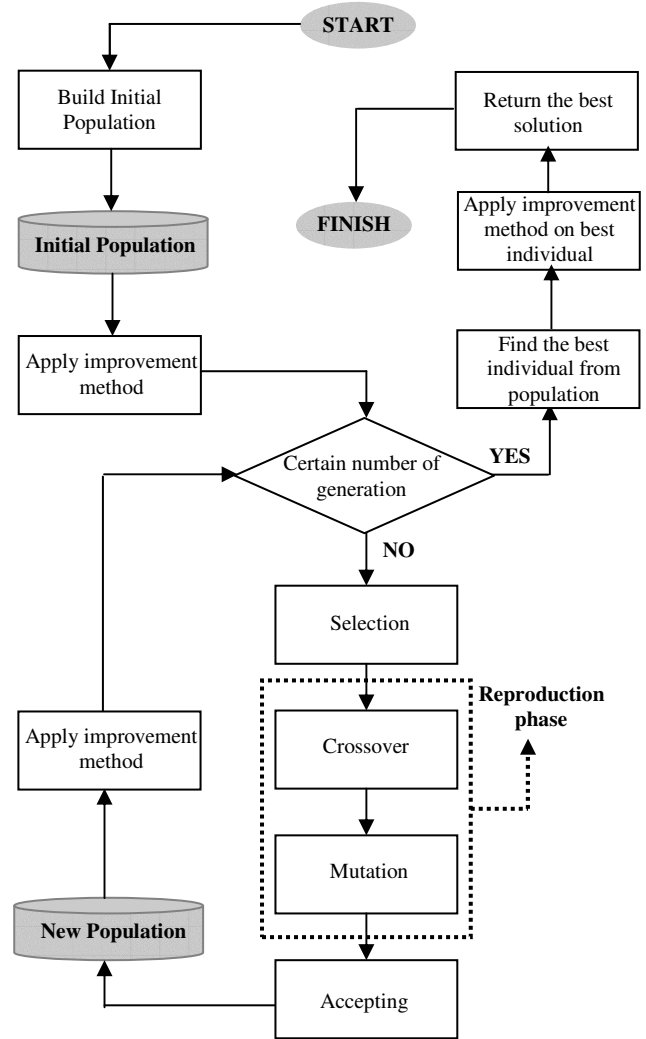 START
Build Initial
Population
Return the best
solution
Initial Population
FINISH
Apply improvement
method on best
individual
Apply improvement
method
Find the best
individual from
population
Certain number of
generation
YES
NO
Selection
Reproduction
phase
Crossover
Apply improvement
method
Mutation
New Population
Accepting